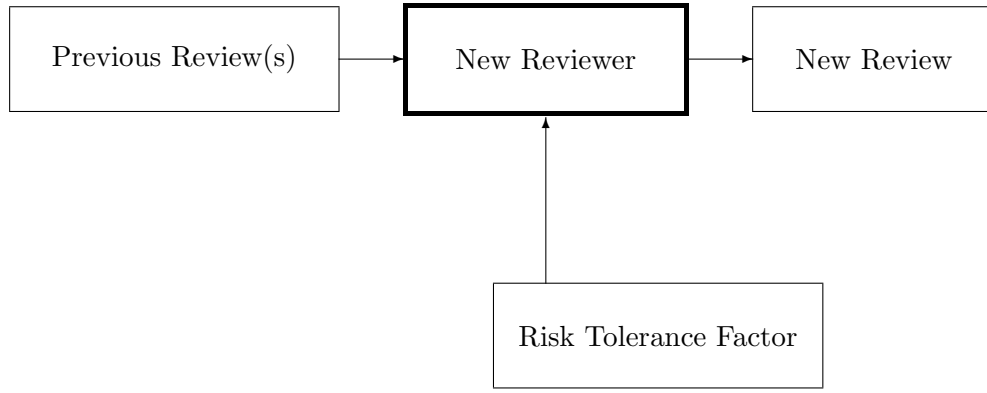 Previous Review(s)
New Reviewer
New Review
Risk Tolerance Factor